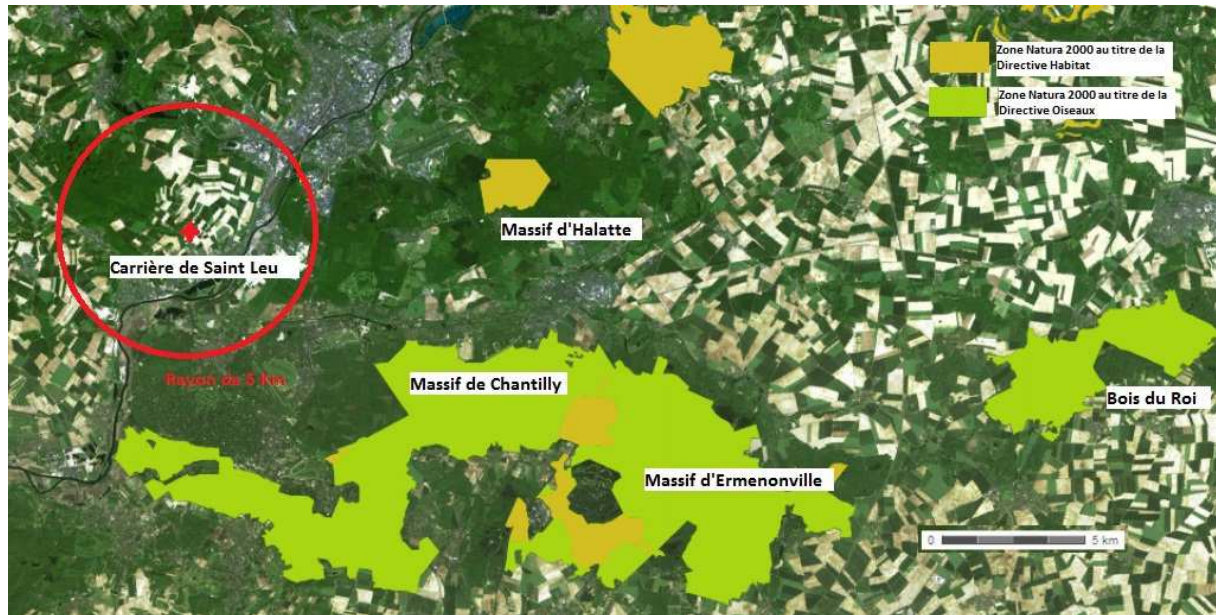 Zone Natura 2000 au titre de la
Directive Habitat
Zone Natura 2000 au titre de la
Directive Oiseaux
Massif d'Halatte
Carrière de Saint Leu
Rayon de 5 km
Massif de Chantilly
Bois du Roi
Massif d'Ermenonville
0 5 km